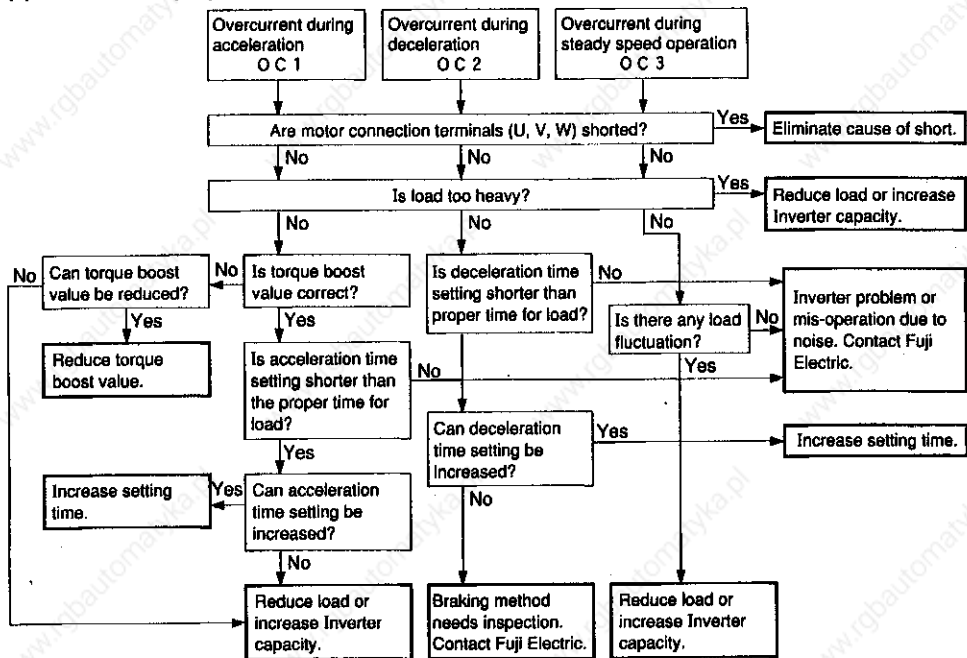 Overcurrent during
acceleration
O C 1
Overcurrent during
deceleration
O C 2
Overcurrent during
steady speed operation
O C 3
Are motor connection terminals (U, V, W) shorted?
Yes
Eliminate cause of short.
No
No
No
Is load too heavy?
Yes
Reduce load or increase
Inverter capacity.
No
No
No
Can torque boost
value be reduced?
No
No
Is torque boost
value correct?
Is deceleration time
setting shorter than
proper time for load?
No
Is there any load
fluctuation?
No
Inverter problem or
mis-operation due to
noise. Contact Fuji
Electric.
Yes
Reduce torque
boost value.
Yes
Is acceleration time
setting shorter than
the proper time for
load?
No
Yes
Can deceleration
time setting be
Increased?
Yes
Increase setting time.
Yes
Increase setting
time.
Yes
Can acceleration
time setting be
increased?
No
No
Reduce load or
increase Inverter
capacity.
Braking method
needs inspection.
Contact Fuji Electric.
Reduce load or
increase Inverter
capacity.
www.rgbautomatyka.pl